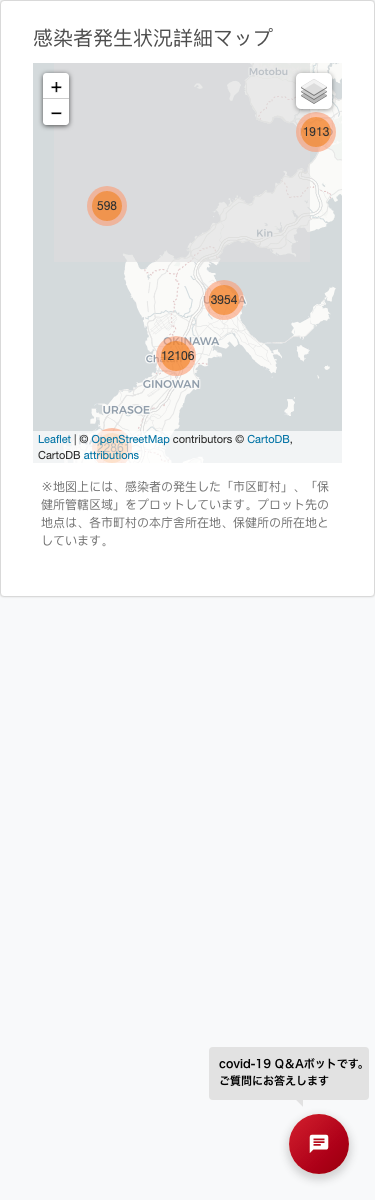 感染者発生状況詳細マップ
+
−
Motobu
1913
598
Kin
3954
OKINAWA
12106
GINOWAN
URASOE
Leaflet | © OpenStreetMap contributors © CartoDB,
CartoDB attributions
※地図上には、感染者の発生した「市区町村」、「保
健所管轄区域」をプロットしています。プロット先の
地点は、各市町村の本庁舎所在地、保健所の所在地と
しています。
covid-19 Q&Aボットです。
ご質問にお答えします